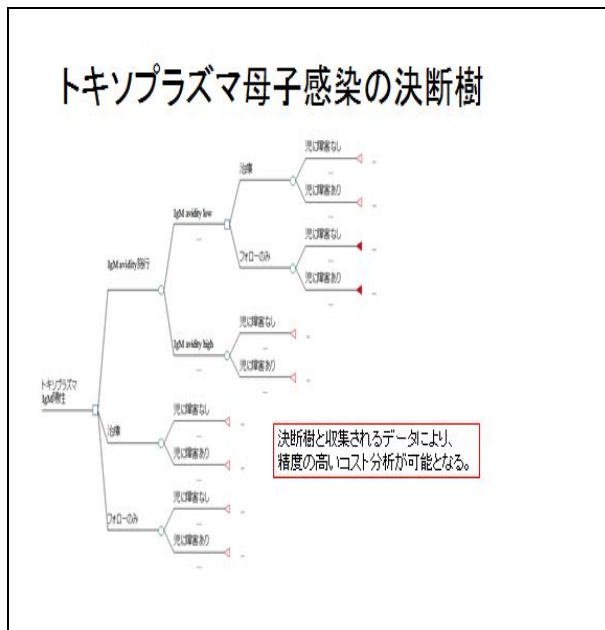 トキソプラズマ母子感染の決断樹
児に障害なし
治療
児に障害あり
IgM avidity low
児に障害なし
フォローのみ
児に障害あり
IgM avidity施行
児に障害なし
IgM avidity high
児に障害あり
トキソプラズマ
IgM陽性
児に障害なし
治療
児に障害あり
児に障害なし
フォローのみ
児に障害あり
決断樹と収集されるデータにより、
精度の高いコスト分析が可能となる。